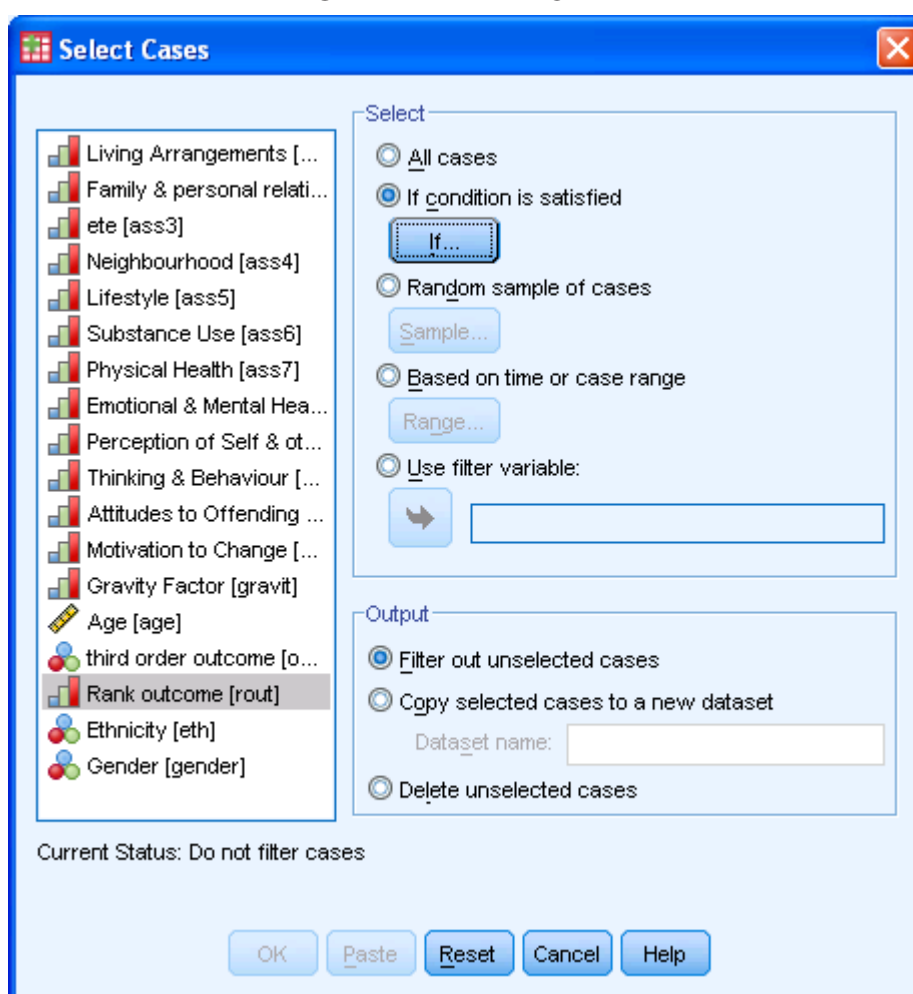 Select Cases
Living Arrangements [...
Family & personal relati...
ete [ass3]
Neighbourhood [ass4]
Lifestyle [ass5]
Substance Use [ass6]
Physical Health [ass7]
Emotional & Mental Hea...
Perception of Self & ot...
Thinking & Behaviour [...
Attitudes to Offending ...
Motivation to Change [...
Gravity Factor [gravit]
Age [age]
third order outcome [o...
Rank outcome [rout]
Ethnicity [eth]
Gender [gender]
Select
All cases
If condition is satisfied
If...
Random sample of cases
Sample...
Based on time or case range
Range...
Use filter variable:
Output
Filter out unselected cases
Copy selected cases to a new dataset
Dataset name:
Delete unselected cases
Current Status: Do not filter cases
OK Paste Reset Cancel Help